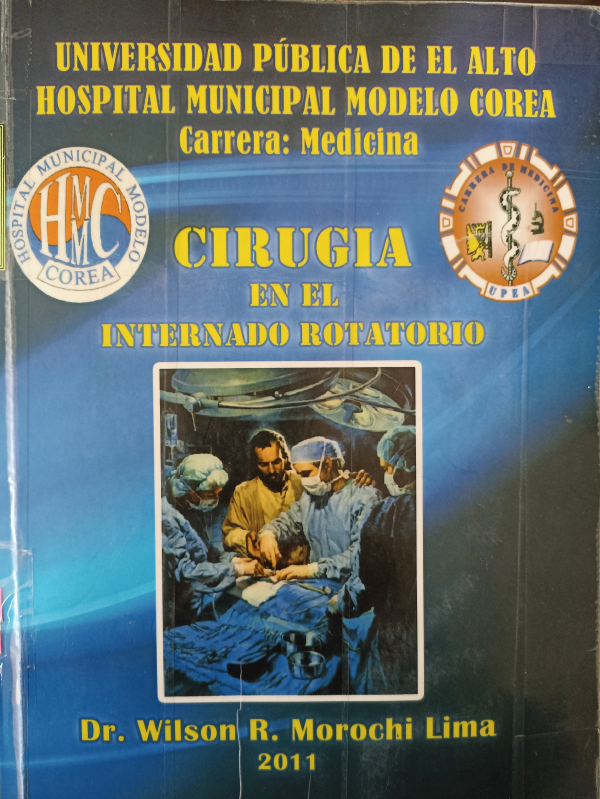 UNIVERSIDAD PÚBLICA DE EL ALTO
HOSPITAL MUNICIPAL MODELO COREA
Carrera: Medicina
HOSPITAL MUNICIPAL MODELO
HMMC
COREA
CARRERA DE MEDICINA
UPEA
CIRUGIA
EN EL
INTERNADO ROTATORIO
Dr. Wilson R. Morochi Lima
2011